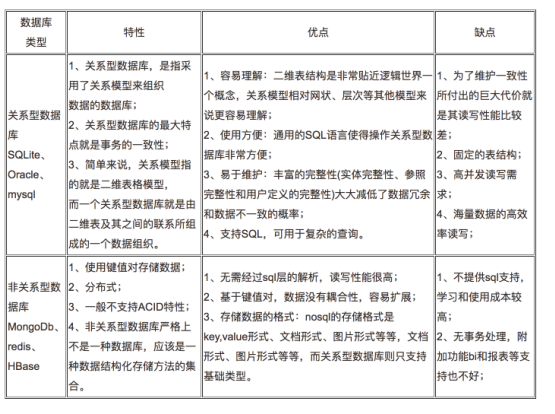 数据库
类型
特性
优点
缺点
关系型数据
库
SQLite、
Oracle、
mysql
1、关系型数据库，是指采
用了关系模型来组织
数据的数据库；
2、关系型数据库的最大特
点就是事务的一致性；
3、简单来说，关系模型指
的就是二维表格模型，
而一个关系型数据库就是由
二维表及其之间的联系所组
成的一个数据组织。
1、容易理解：二维表结构是非常贴近逻辑世界一
个概念，关系模型相对网状、层次等其他模型来
说更容易理解；
2、使用方便：通用的SQL语言使得操作关系型数
据库非常方便；
3、易于维护：丰富的完整性(实体完整性、参照
完整性和用户定义的完整性)大大减低了数据冗余
和数据不一致的概率；
4、支持SQL，可用于复杂的查询。
1、为了维护一致性
所付出的巨大代价就
是其读写性能比较
差；
2、固定的表结构；
3、高并发读写需
求；
4、海量数据的高效
率读写；
非关系型数
据库
MongoDb、
redis、
HBase
1、使用键值对存储数据；
2、分布式；
3、一般不支持ACID特性；
4、非关系型数据库严格上
不是一种数据库，应该是一
种数据结构化存储方法的集
合。
1、无需经过sql层的解析，读写性能很高；
2、基于键值对，数据没有耦合性，容易扩展；
3、存储数据的格式：nosql的存储格式是
key,value形式、文档形式、图片形式等等，文档
形式、图片形式等等，而关系型数据库则只支持
基础类型。
1、不提供sql支持，
学习和使用成本较
高；
2、无事务处理，附
加功能bi和报表等支
持也不好；